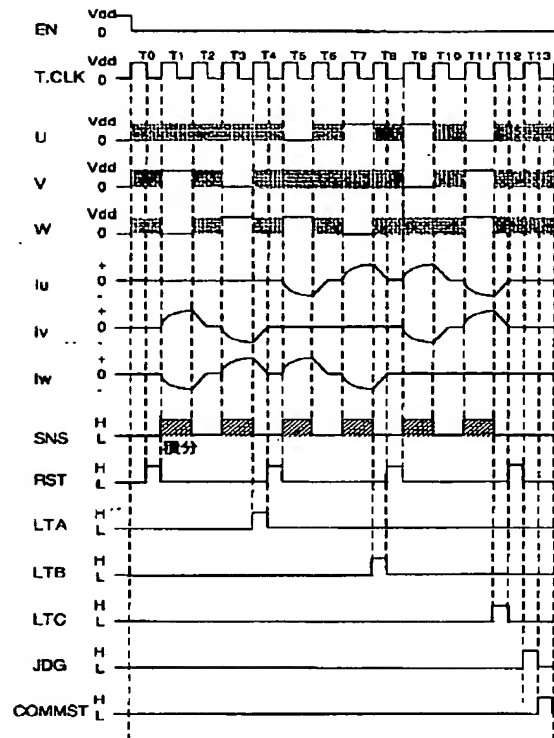 EN Vdd
0
T0 T1 T2 T3 T4 T5 T6 T7 T8 T9 T10 T11 T12 T13
T.CLK Vdd
0
U Vdd
0
V Vdd
0
W Vdd
0
Iu + 0 -
Iv + 0 -
Iw + 0 -
SNS H
L
積分
RST H
L
LTA H
L
LTB H
L
LTC H
L
JDG H
L
COMMST H
L